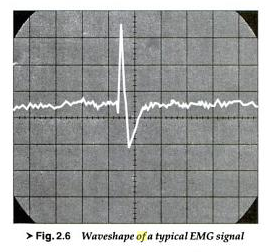 ➤ Fig. 2.6 Waveshape of a typical EMG signal